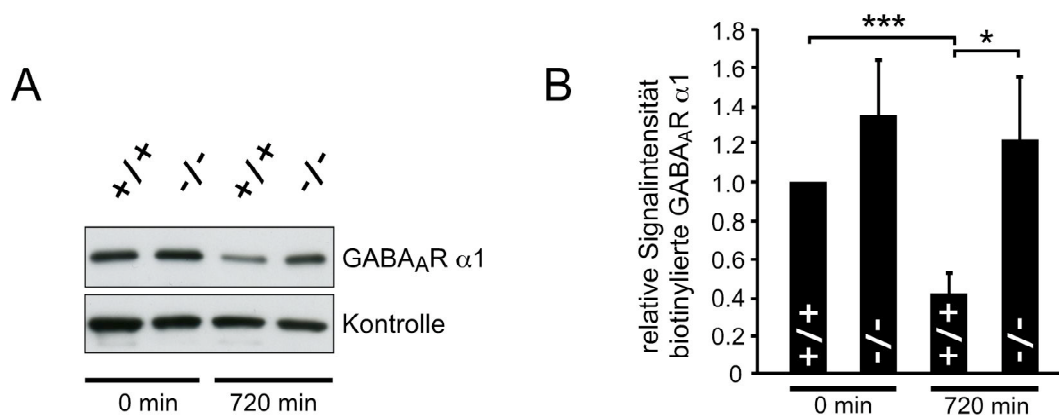 A
+/+ -/- +/+ -/-
GABAAR α1
Kontrolle
0 min 720 min
B
relative Signalintensität
biotinylierte GABAAR α1
1.8
1.6
1.4
1.2
1.0
0.8
0.6
0.4
0.2
0
*** *
+/+ -/- +/+ -/-
0 min 720 min